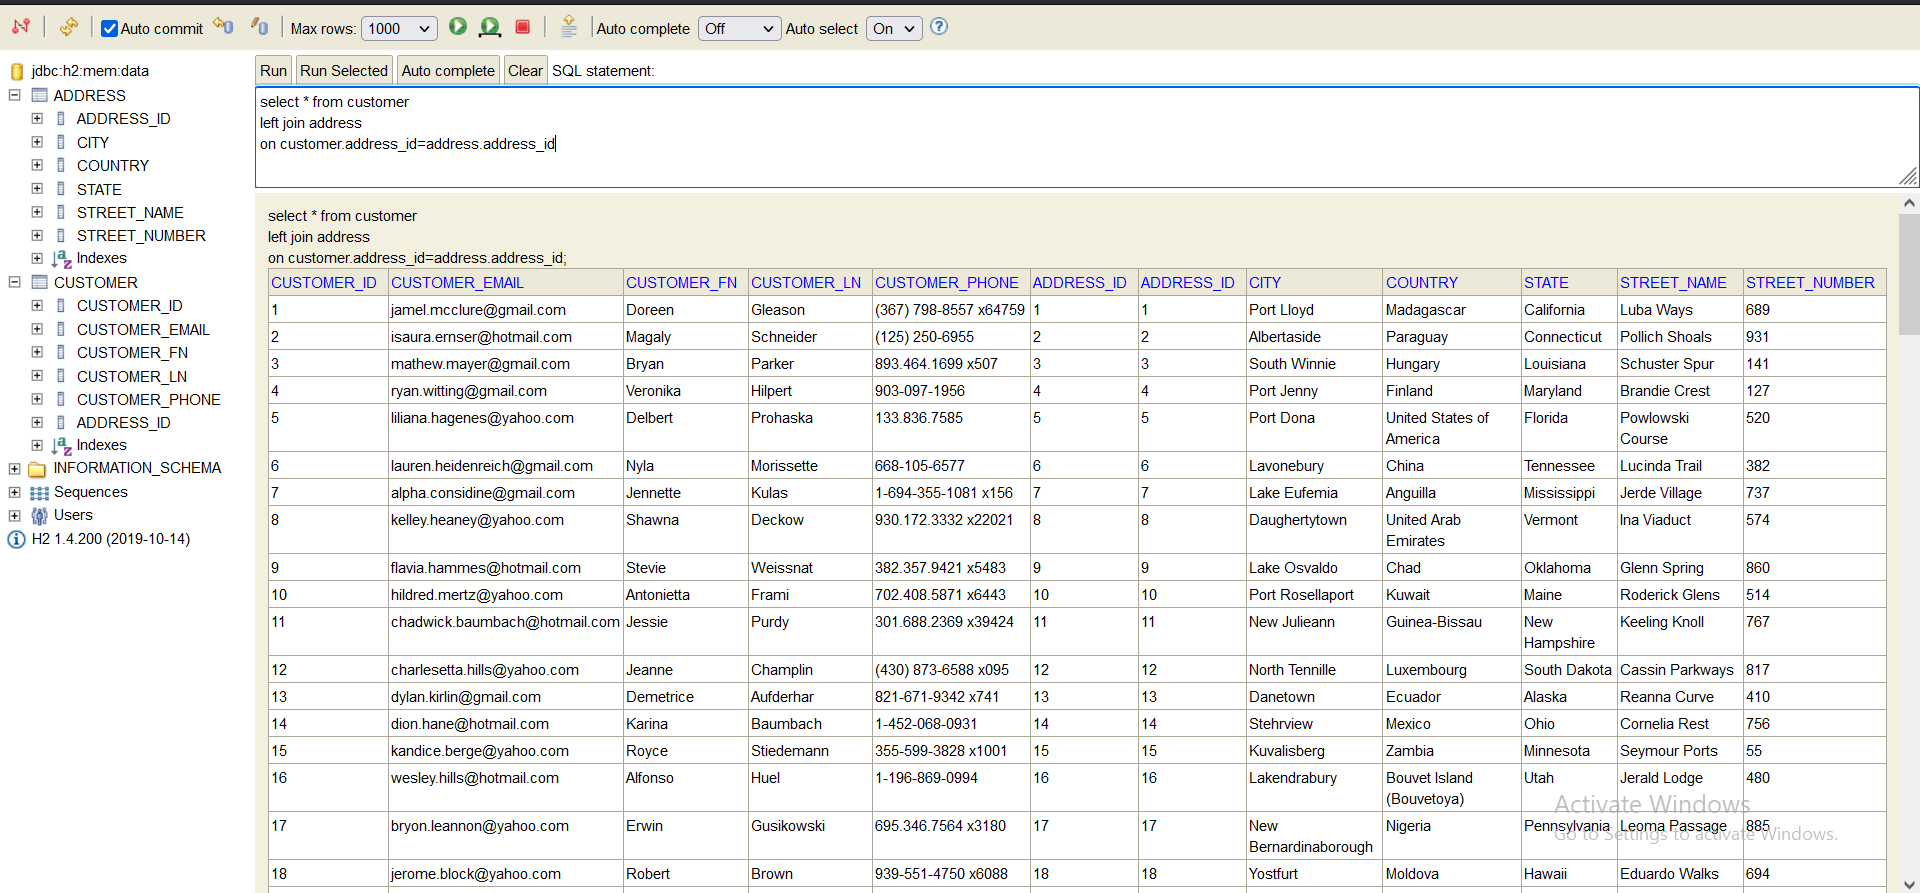 Auto commit Max rows: 1000 Auto complete Off Auto select On
jdbc:h2:mem:data
ADDRESS
ADDRESS_ID
CITY
COUNTRY
STATE
STREET_NAME
STREET_NUMBER
Indexes
CUSTOMER
CUSTOMER_ID
CUSTOMER_EMAIL
CUSTOMER_FN
CUSTOMER_LN
CUSTOMER_PHONE
ADDRESS_ID
Indexes
INFORMATION_SCHEMA
Sequences
Users
H2 1.4.200 (2019-10-14)
Run Run Selected Auto complete Clear SQL statement:
select * from customer
left join address
on customer.address_id=address.address_id
select * from customer
left join address
on customer.address_id=address.address_id;
CUSTOMER_ID CUSTOMER_EMAIL CUSTOMER_FN CUSTOMER_LN CUSTOMER_PHONE ADDRESS_ID ADDRESS_ID CITY COUNTRY STATE STREET_NAME STREET_NUMBER
1 jamel.mcclure@gmail.com Doreen Gleason (367) 798-8557 x64759 1 1 Port Lloyd Madagascar California Luba Ways 689
2 isaura.ernser@hotmail.com Magaly Schneider (125) 250-6955 2 2 Albertaside Paraguay Connecticut Pollich Shoals 931
3 mathew.mayer@gmail.com Bryan Parker 893.464.1699 x507 3 3 South Winnie Hungary Louisiana Schuster Spur 141
4 ryan.witting@gmail.com Veronika Hilpert 903-097-1956 4 4 Port Jenny Finland Maryland Brandie Crest 127
5 liliana.hagenes@yahoo.com Delbert Prohaska 133.836.7585 5 5 Port Dona United States of Florida Powlowski 520
America Course
6 lauren.heidenreich@gmail.com Nyla Morissette 668-105-6577 6 6 Lavonebury China Tennessee Lucinda Trail 382
7 alpha.considine@gmail.com Jennette Kulas 1-694-355-1081 x156 7 7 Lake Eufemia Anguilla Mississippi Jerde Village 737
8 kelley.heaney@yahoo.com Shawna Deckow 930.172.3332 x22021 8 8 Daughertytown United Arab Vermont Ina Viaduct 574
Emirates
9 flavia.hammes@hotmail.com Stevie Weissnat 382.357.9421 x5483 9 9 Lake Osvaldo Chad Oklahoma Glenn Spring 860
10 hildred.mertz@yahoo.com Antonietta Frami 702.408.5871 x6443 10 10 Port Rosellaport Kuwait Maine Roderick Glens 514
11 chadwick.baumbach@hotmail.com Jessie Purdy 301.688.2369 x39424 11 11 New Julieann Guinea-Bissau New Keeling Knoll 767
Hampshire
12 charlesetta.hills@yahoo.com Jeanne Champlin (430) 873-6588 x095 12 12 North Tennille Luxembourg South Dakota Cassin Parkways 817
13 dylan.kirlin@gmail.com Demetrice Aufderhar 821-671-9342 x741 13 13 Danetown Ecuador Alaska Reanna Curve 410
14 dion.hane@hotmail.com Karina Baumbach 1-452-068-0931 14 14 Stehrview Mexico Ohio Cornelia Rest 756
15 kandice.berge@yahoo.com Royce Stiedemann 355-599-3828 x1001 15 15 Kuvalisberg Zambia Minnesota Seymour Ports 55
16 wesley.hills@hotmail.com Alfonso Huel 1-196-869-0994 16 16 Lakendrabury Bouvet Island Utah Jerald Lodge 480
(Bouvetoya)
Activate Windows
17 bryon.leannon@yahoo.com Erwin Gusikowski 695.346.7564 x3180 17 17 New Nigeria Pennsylvania Leoma Passage 885
Go to Settings to activate Windows.
Bernardinaborough
18 jerome.block@yahoo.com Robert Brown 939-551-4750 x6088 18 18 Yostfurt Moldova Hawaii Eduardo Walks 694